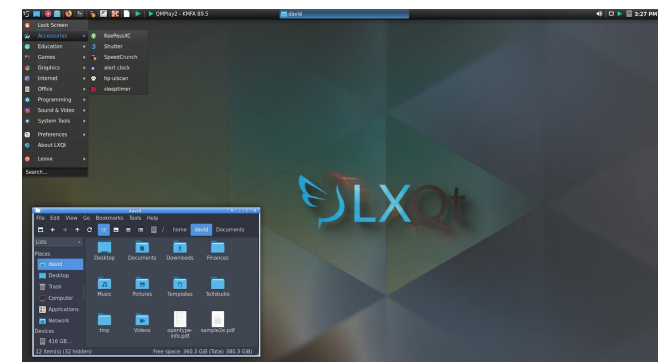 QMPlay2 - KMFA 89.5
david
3:27 PM
Lock Screen
Accessories
Education
Games
Graphics
Internet
Office
Programming
Sound & Video
System Tools
Preferences
About LXQt
Leave
Search...
KeePassXC
Shutter
SpeedCrunch
alert clock
hp-uiscan
sleeptimer
LXQt
david
File Edit View Go Bookmarks Tools Help
/ home david Documents
Lists
Places
david
Desktop
Trash
Computer
Applications
Network
Devices
416 GB...
Desktop Documents Downloads Finances
Music Pictures Templates TeXstudio
tmp Videos opentype-info.pdf sample2e.pdf
12 item(s) (32 hidden) Free space: 360.3 GiB (Total: 380.3 GiB)